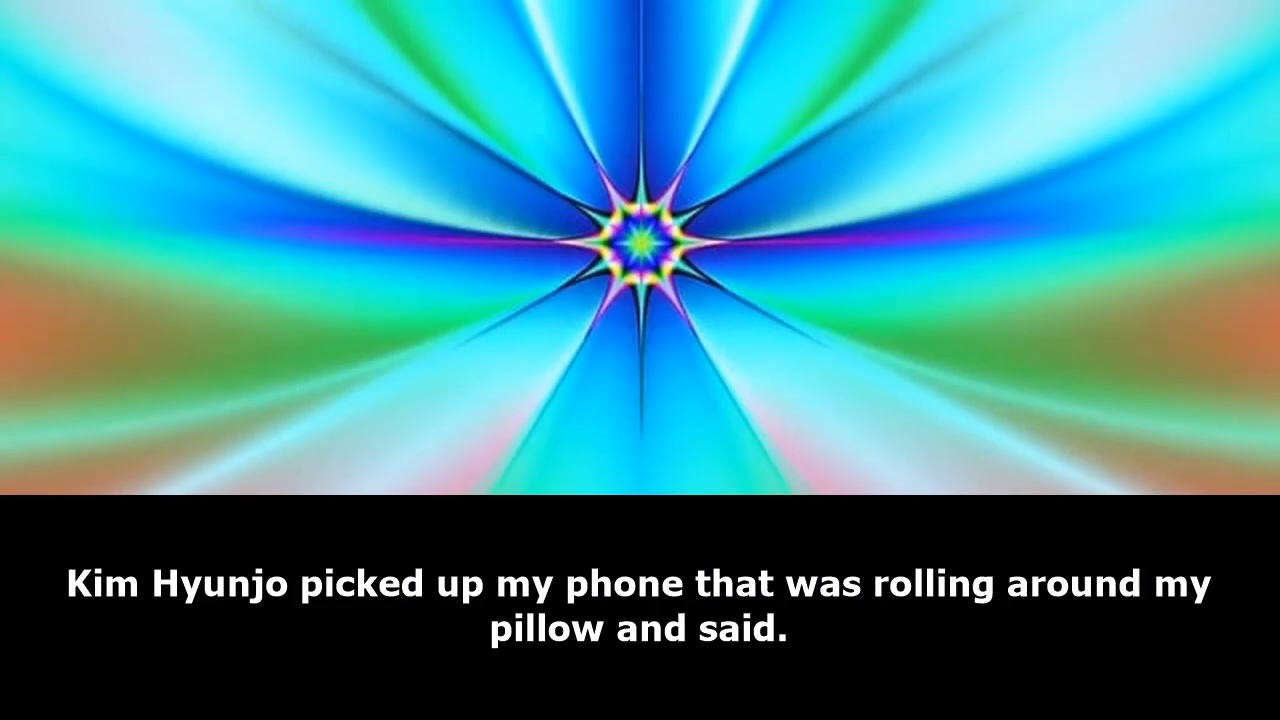 Kim Hyunjo picked up my phone that was rolling around my
pillow and said.